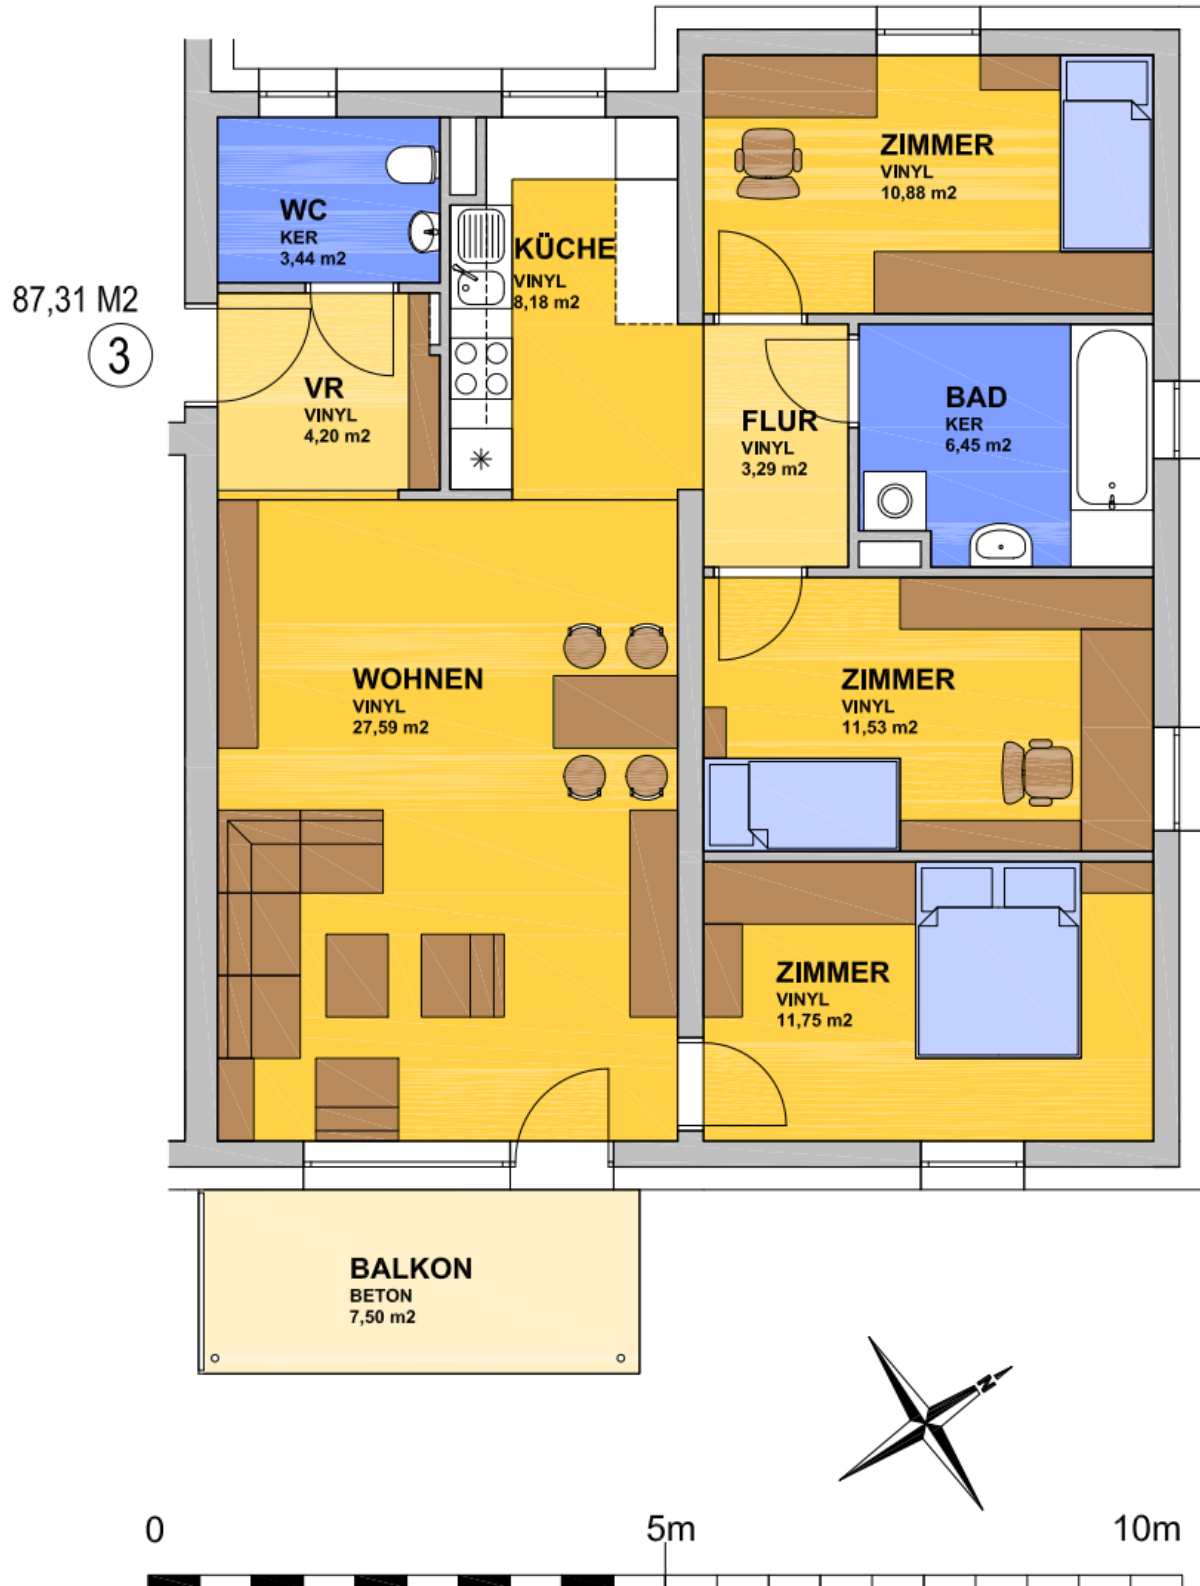 87,31 M2
3
WC
KER
3,44 m2
KÜCHE
VINYL
8,18 m2
ZIMMER
VINYL
10,88 m2
VR
VINYL
4,20 m2
FLUR
VINYL
3,29 m2
BAD
KER
6,45 m2
WOHNEN
VINYL
27,59 m2
ZIMMER
VINYL
11,53 m2
ZIMMER
VINYL
11,75 m2
BALKON
BETON
7,50 m2
N
0 5m 10m